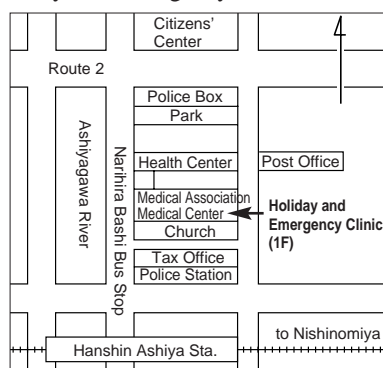 Citizens'
Center
Route 2
Police Box
Park
Ashiyagawa River
Narihira Bashi Bus Stop
Health Center
Post Office
Medical Association
Medical Center
Holiday and
Emergency Clinic
(1F)
Church
Tax Office
Police Station
to Nishinomiya
Hanshin Ashiya Sta.